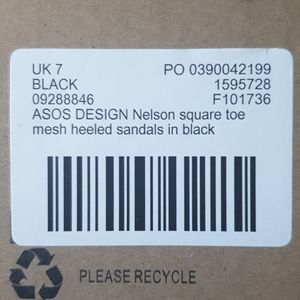 UK 7 PO 0390042199
BLACK 1595728
09288846 F101736
ASOS DESIGN Nelson square toe
mesh heeled sandals in black
PLEASE RECYCLE